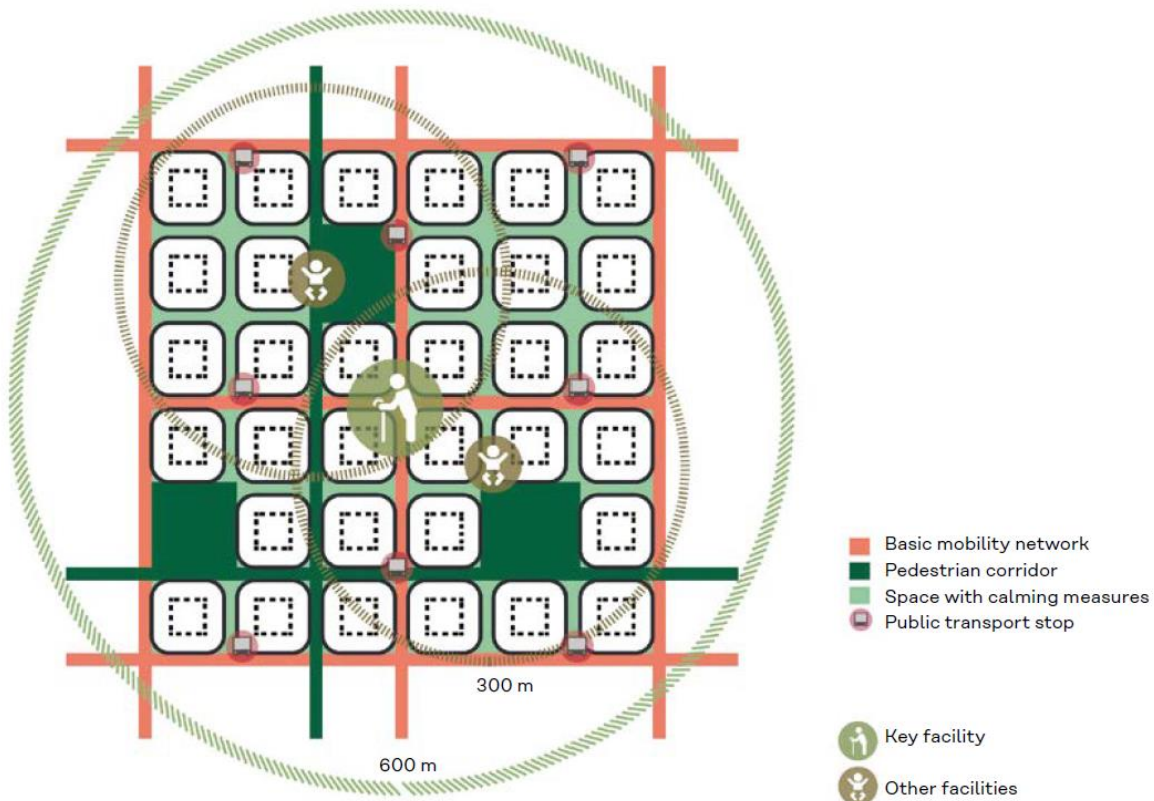 300 m
600 m
Basic mobility network
Pedestrian corridor
Space with calming measures
Public transport stop
Key facility
Other facilities